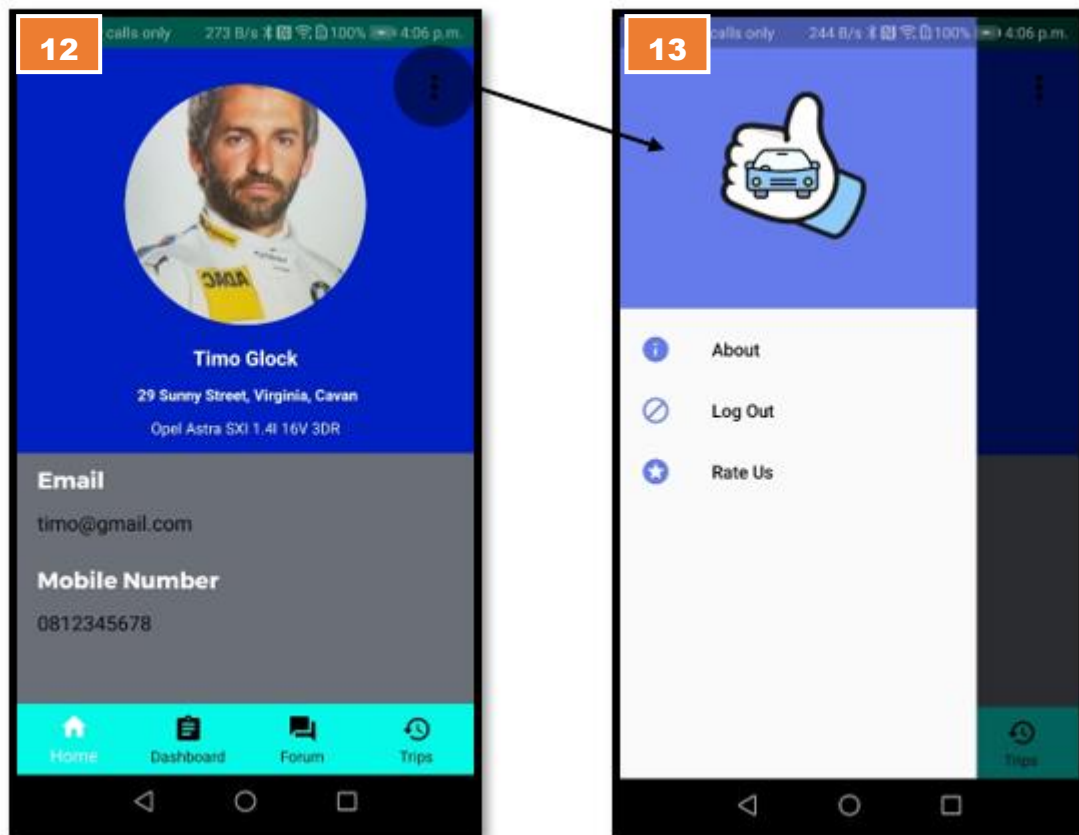 12
calls only 273 B/s 100% 4:06 p.m.
ADAC
Timo Glock
29 Sunny Street, Virginia, Cavan
Opel Astra SXI 1.4I 16V 3DR
Email
timo@gmail.com
Mobile Number
0812345678
Home Dashboard Forum Trips
13
calls only 244 B/s 100% 4:06 p.m.
About
Log Out
Rate Us
Trips